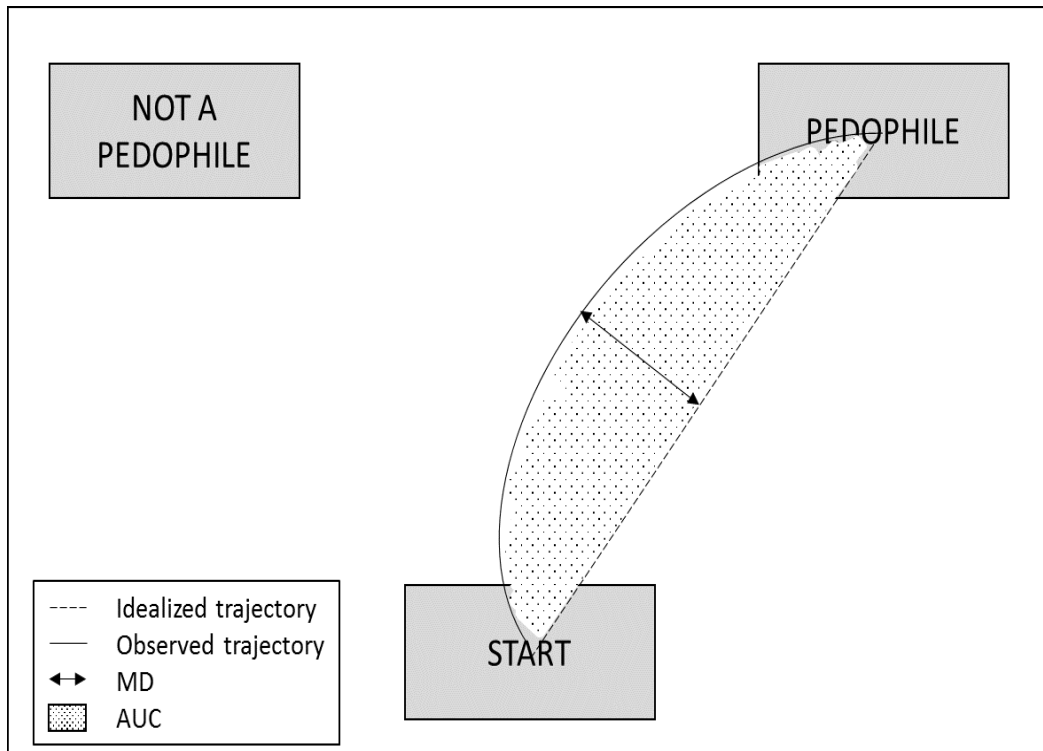 NOT A
PEDOPHILE
PEDOPHILE
START
Idealized trajectory
Observed trajectory
MD
AUC